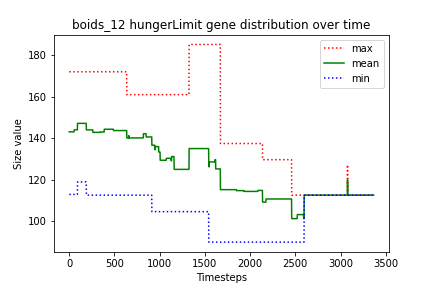 boids_12 hungerLimit gene distribution over time
max
mean
min
Size value
180
160
140
120
100
0 500 1000 1500 2000 2500 3000 3500
Timesteps